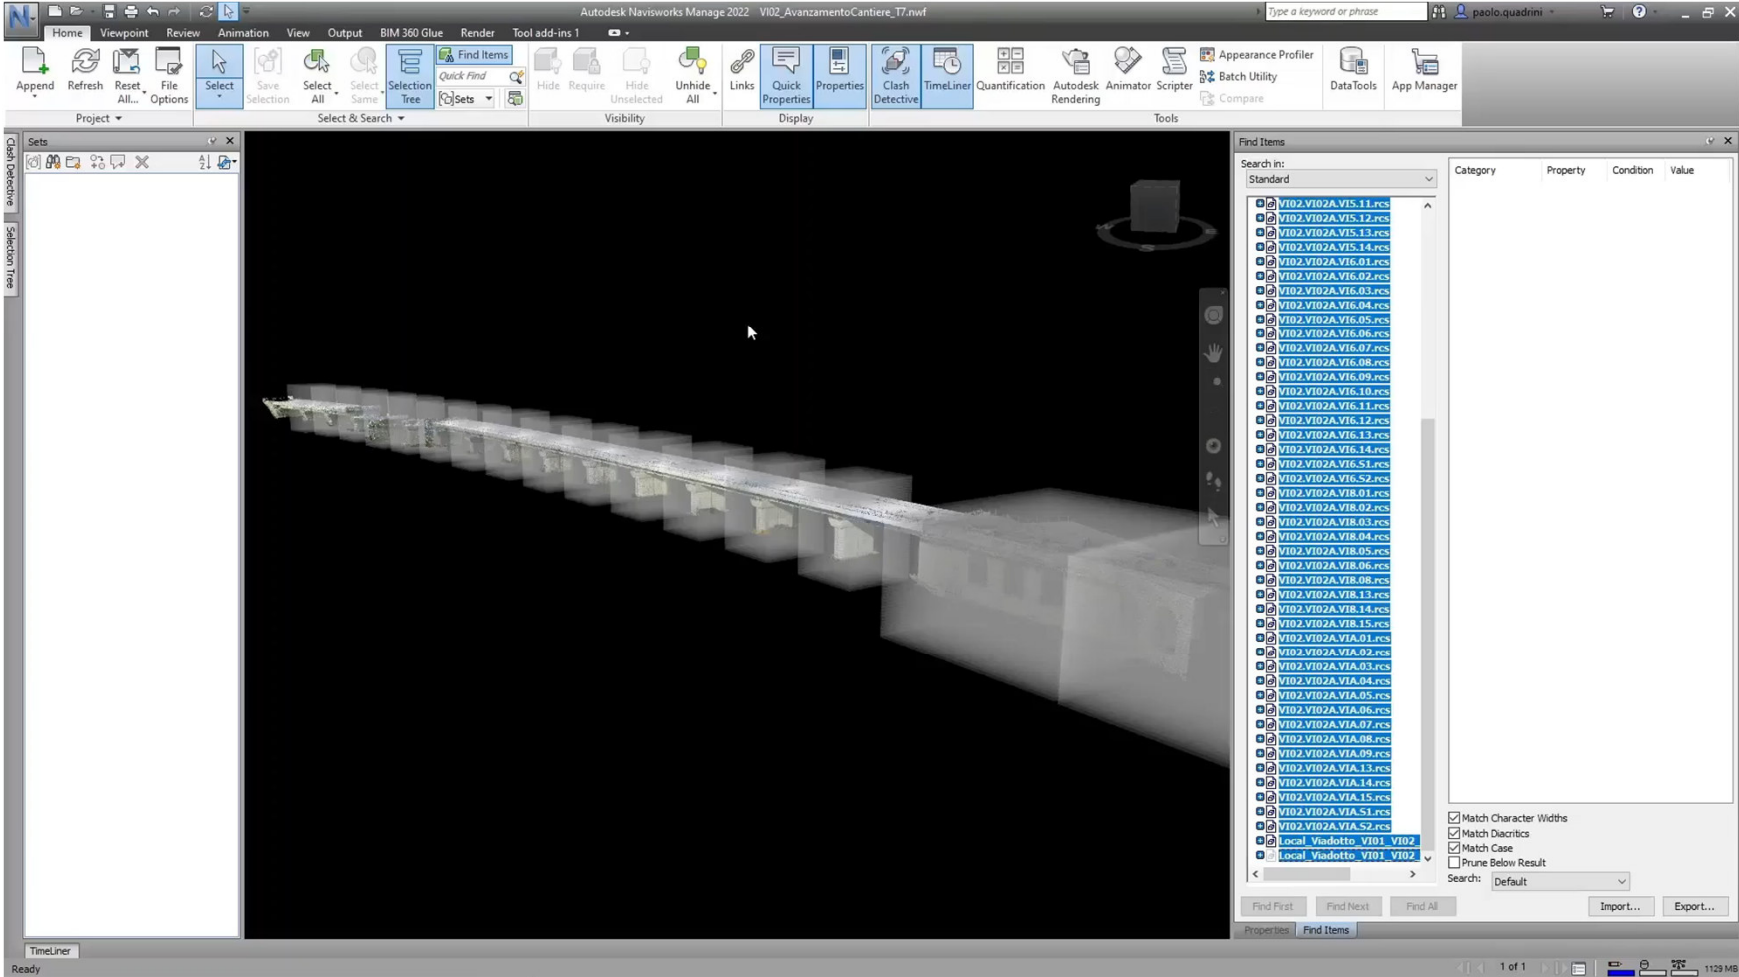 Autodesk Navisworks Manage 2022 VI02_AvanzamentoCantiere_T7.nwf
Type a keyword or phrase
paolo.quadrini
Home Viewpoint Review Animation View Output BIM 360 Glue Render Tool add-ins 1
Append
Refresh
Reset All...
File Options
Project
Select
Save Selection
Select All
Select Same
Selection Tree
Find Items
Quick Find
Sets
Select & Search
Hide
Require
Hide Unselected
Unhide All
Visibility
Links
Quick Properties
Properties
Display
Clash Detective
TimeLiner
Quantification
Autodesk Rendering
Animator
Scripter
Appearance Profiler
Batch Utility
Compare
Tools
DataTools
App Manager
Clash Detective
Selection Tree
Sets
Find Items
Search in:
Standard
Category Property Condition Value
VI02.VI02A.VI5.11.rcs
VI02.VI02A.VI5.12.rcs
VI02.VI02A.VI5.13.rcs
VI02.VI02A.VI5.14.rcs
VI02.VI02A.VI6.01.rcs
VI02.VI02A.VI6.02.rcs
VI02.VI02A.VI6.03.rcs
VI02.VI02A.VI6.04.rcs
VI02.VI02A.VI6.05.rcs
VI02.VI02A.VI6.06.rcs
VI02.VI02A.VI6.07.rcs
VI02.VI02A.VI6.08.rcs
VI02.VI02A.VI6.09.rcs
VI02.VI02A.VI6.10.rcs
VI02.VI02A.VI6.11.rcs
VI02.VI02A.VI6.12.rcs
VI02.VI02A.VI6.13.rcs
VI02.VI02A.VI6.14.rcs
VI02.VI02A.VI6.S1.rcs
VI02.VI02A.VI6.S2.rcs
VI02.VI02A.VI8.01.rcs
VI02.VI02A.VI8.02.rcs
VI02.VI02A.VI8.03.rcs
VI02.VI02A.VI8.04.rcs
VI02.VI02A.VI8.05.rcs
VI02.VI02A.VI8.06.rcs
VI02.VI02A.VI8.08.rcs
VI02.VI02A.VI8.13.rcs
VI02.VI02A.VI8.14.rcs
VI02.VI02A.VI8.15.rcs
VI02.VI02A.VIA.01.rcs
VI02.VI02A.VIA.02.rcs
VI02.VI02A.VIA.03.rcs
VI02.VI02A.VIA.04.rcs
VI02.VI02A.VIA.05.rcs
VI02.VI02A.VIA.06.rcs
VI02.VI02A.VIA.07.rcs
VI02.VI02A.VIA.08.rcs
VI02.VI02A.VIA.09.rcs
VI02.VI02A.VIA.13.rcs
VI02.VI02A.VIA.14.rcs
VI02.VI02A.VIA.15.rcs
VI02.VI02A.VIA.S1.rcs
VI02.VI02A.VIA.S2.rcs
Local_Viadotto_VI01_VI02_
Local_Viadotto_VI01_VI02_
Match Character Widths
Match Diacritics
Match Case
Prune Below Result
Search: Default
Find First Find Next Find All Import... Export...
Properties Find Items
TimeLiner
Ready
1 of 1
1129 MB